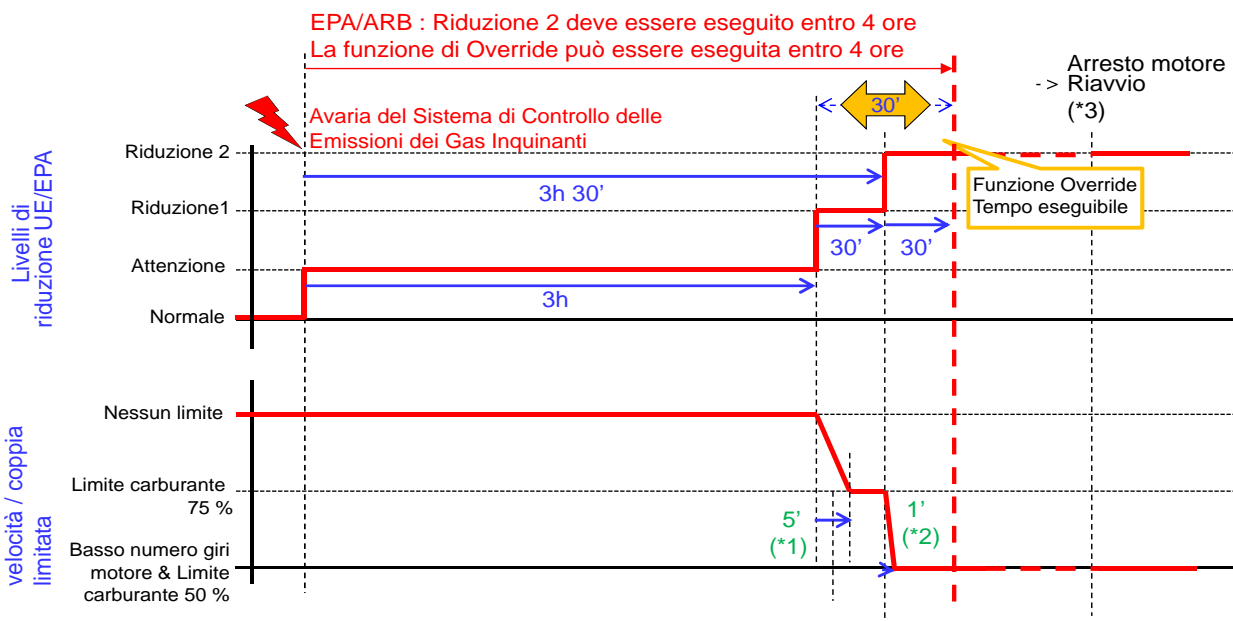 EPA/ARB : Riduzione 2 deve essere eseguito entro 4 ore
La funzione di Override può essere eseguita entro 4 ore
Arresto motore
-> Riavvio
(*3)
30’
Avaria del Sistema di Controllo delle
Emissioni dei Gas Inquinanti
Livelli di
riduzione UE/EPA
Riduzione 2
3h 30’
Funzione Override
Tempo eseguibile
Riduzione1
30’
30’
Attenzione
3h
Normale
velocità / coppia
limitata
Nessun limite
Limite carburante
75 %
5’
(*1)
1’
(*2)
Basso numero giri
motore & Limite
carburante 50 %